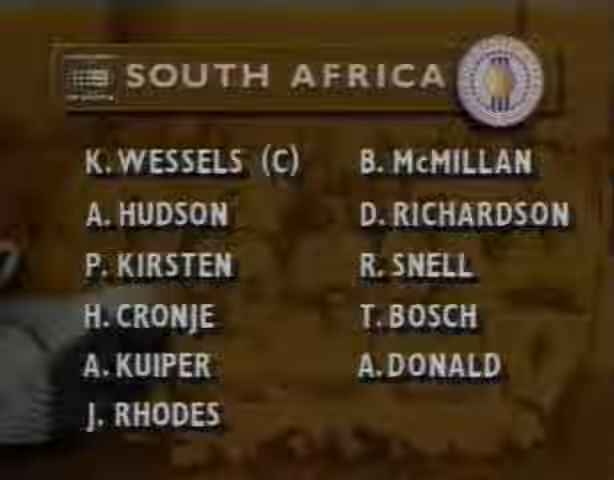 SOUTH AFRICA
K. WESSELS (C)
A. HUDSON
P. KIRSTEN
H. CRONJE
A. KUIPER
J. RHODES
B. McMILLAN
D. RICHARDSON
R. SNELL
T. BOSCH
A. DONALD